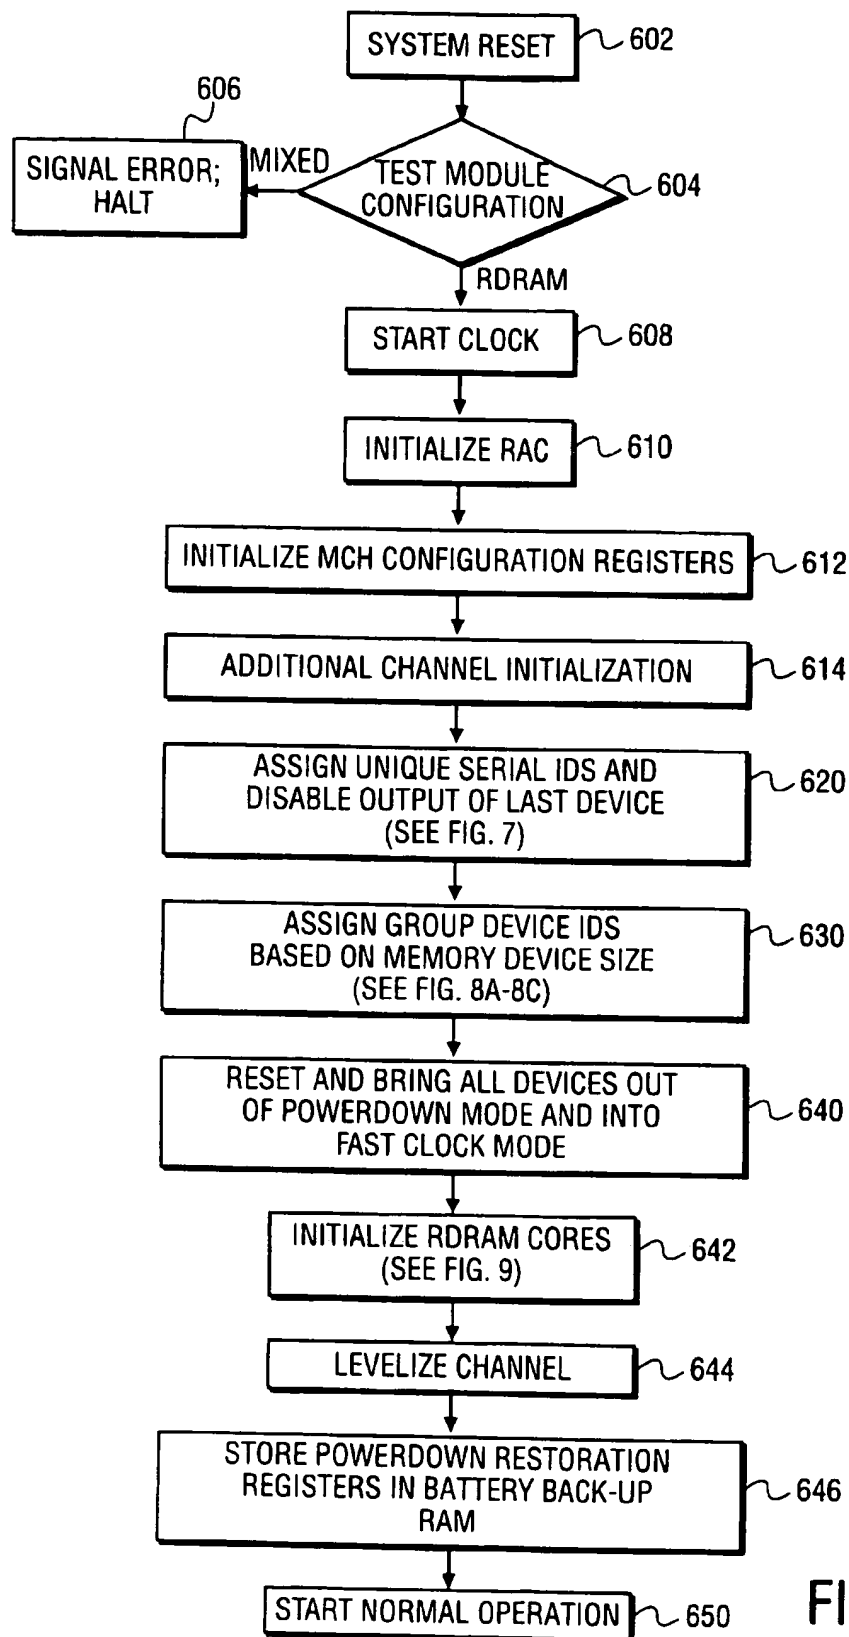 SYSTEM RESET
602
606
SIGNAL ERROR;
HALT
MIXED
TEST MODULE
CONFIGURATION
604
RDRAM
START CLOCK
608
INITIALIZE RAC
610
INITIALIZE MCH CONFIGURATION REGISTERS
612
ADDITIONAL CHANNEL INITIALIZATION
614
ASSIGN UNIQUE SERIAL IDS AND
DISABLE OUTPUT OF LAST DEVICE
(SEE FIG. 7)
620
ASSIGN GROUP DEVICE IDS
BASED ON MEMORY DEVICE SIZE
(SEE FIG. 8A-8C)
630
RESET AND BRING ALL DEVICES OUT
OF POWERDOWN MODE AND INTO
FAST CLOCK MODE
640
INITIALIZE RDRAM CORES
(SEE FIG. 9)
642
LEVELIZE CHANNEL
644
STORE POWERDOWN RESTORATION
REGISTERS IN BATTERY BACK-UP
RAM
646
START NORMAL OPERATION
650
FI